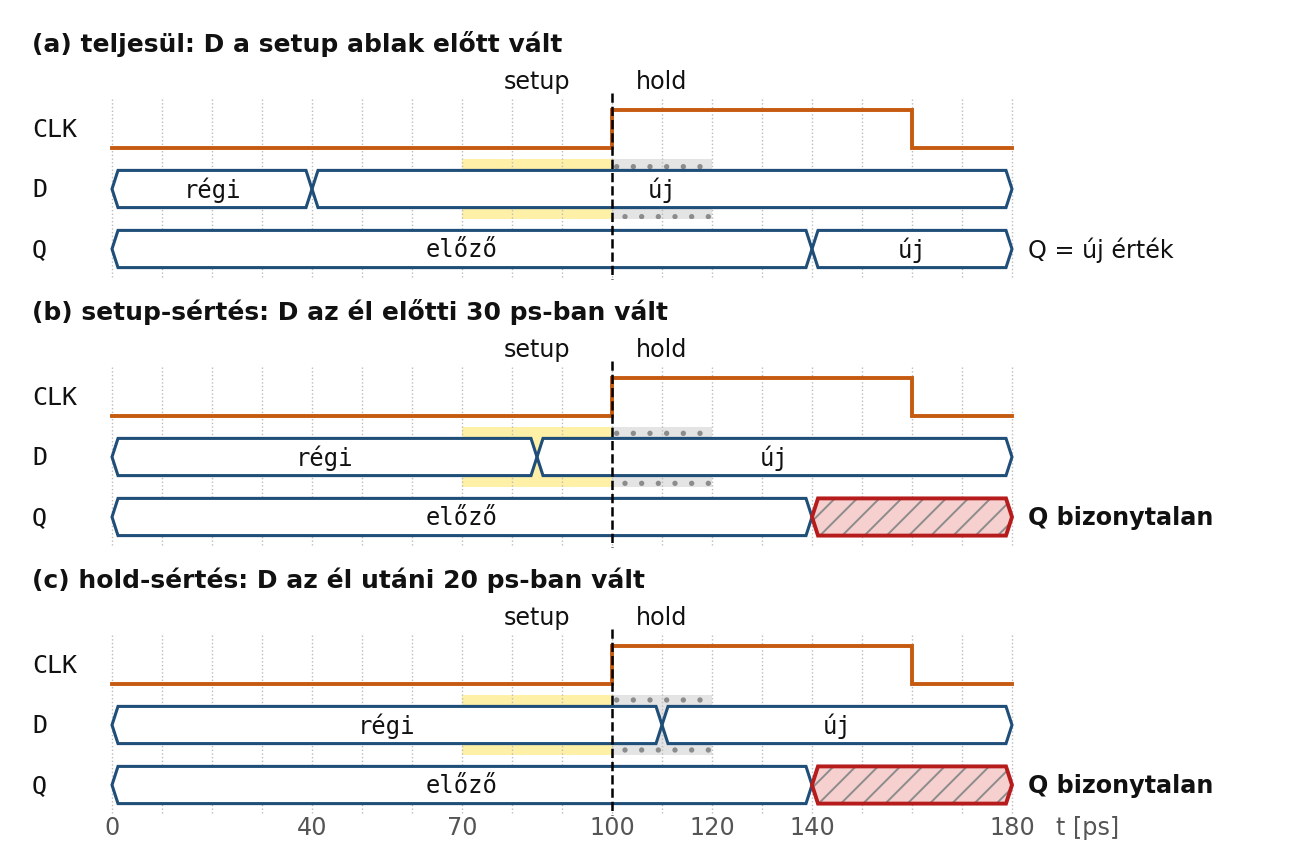 (a) teljesül: D a setup ablak előtt vált
setup hold
CLK
D régi új
Q előző új Q = új érték
(b) setup-sértés: D az él előtti 30 ps-ban vált
setup hold
CLK
D régi új
Q előző Q bizonytalan
(c) hold-sértés: D az él utáni 20 ps-ban vált
setup hold
CLK
D régi új
Q előző Q bizonytalan
0 40 70 100 120 140 180 t [ps]